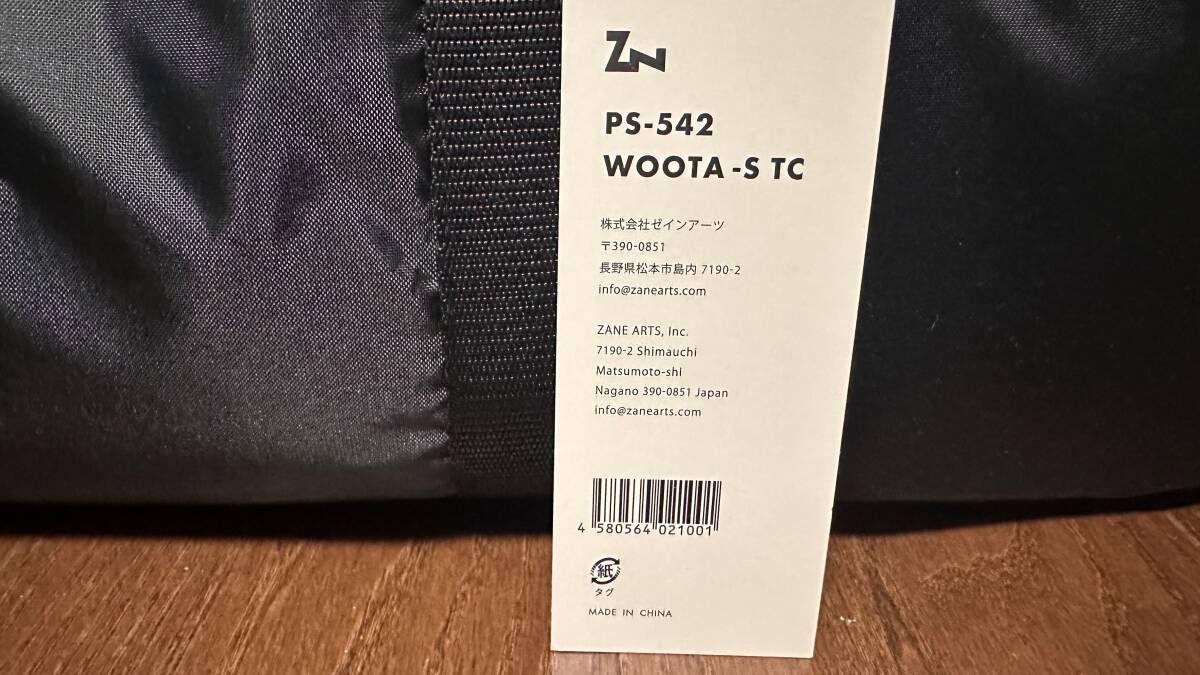 ZN
PS-542
WOOTA -S TC
株式会社ゼインアーツ
〒390-0851
長野県松本市島内 7190-2
info@zanearts.com
ZANE ARTS, Inc.
7190-2 Shimauchi
Matsumoto-shi
Nagano 390-0851 Japan
info@zanearts.com
4 580564 021001
紙
タグ
MADE IN CHINA